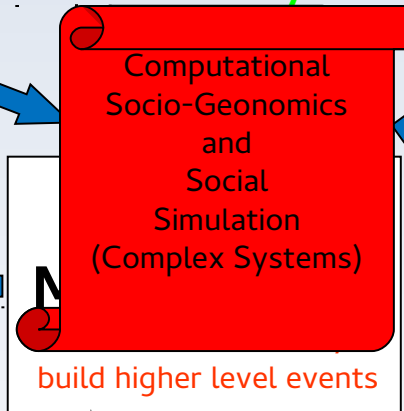 Computational
Socio-Geonomics
and
Social
Simulation
(Complex Systems)
build higher level events